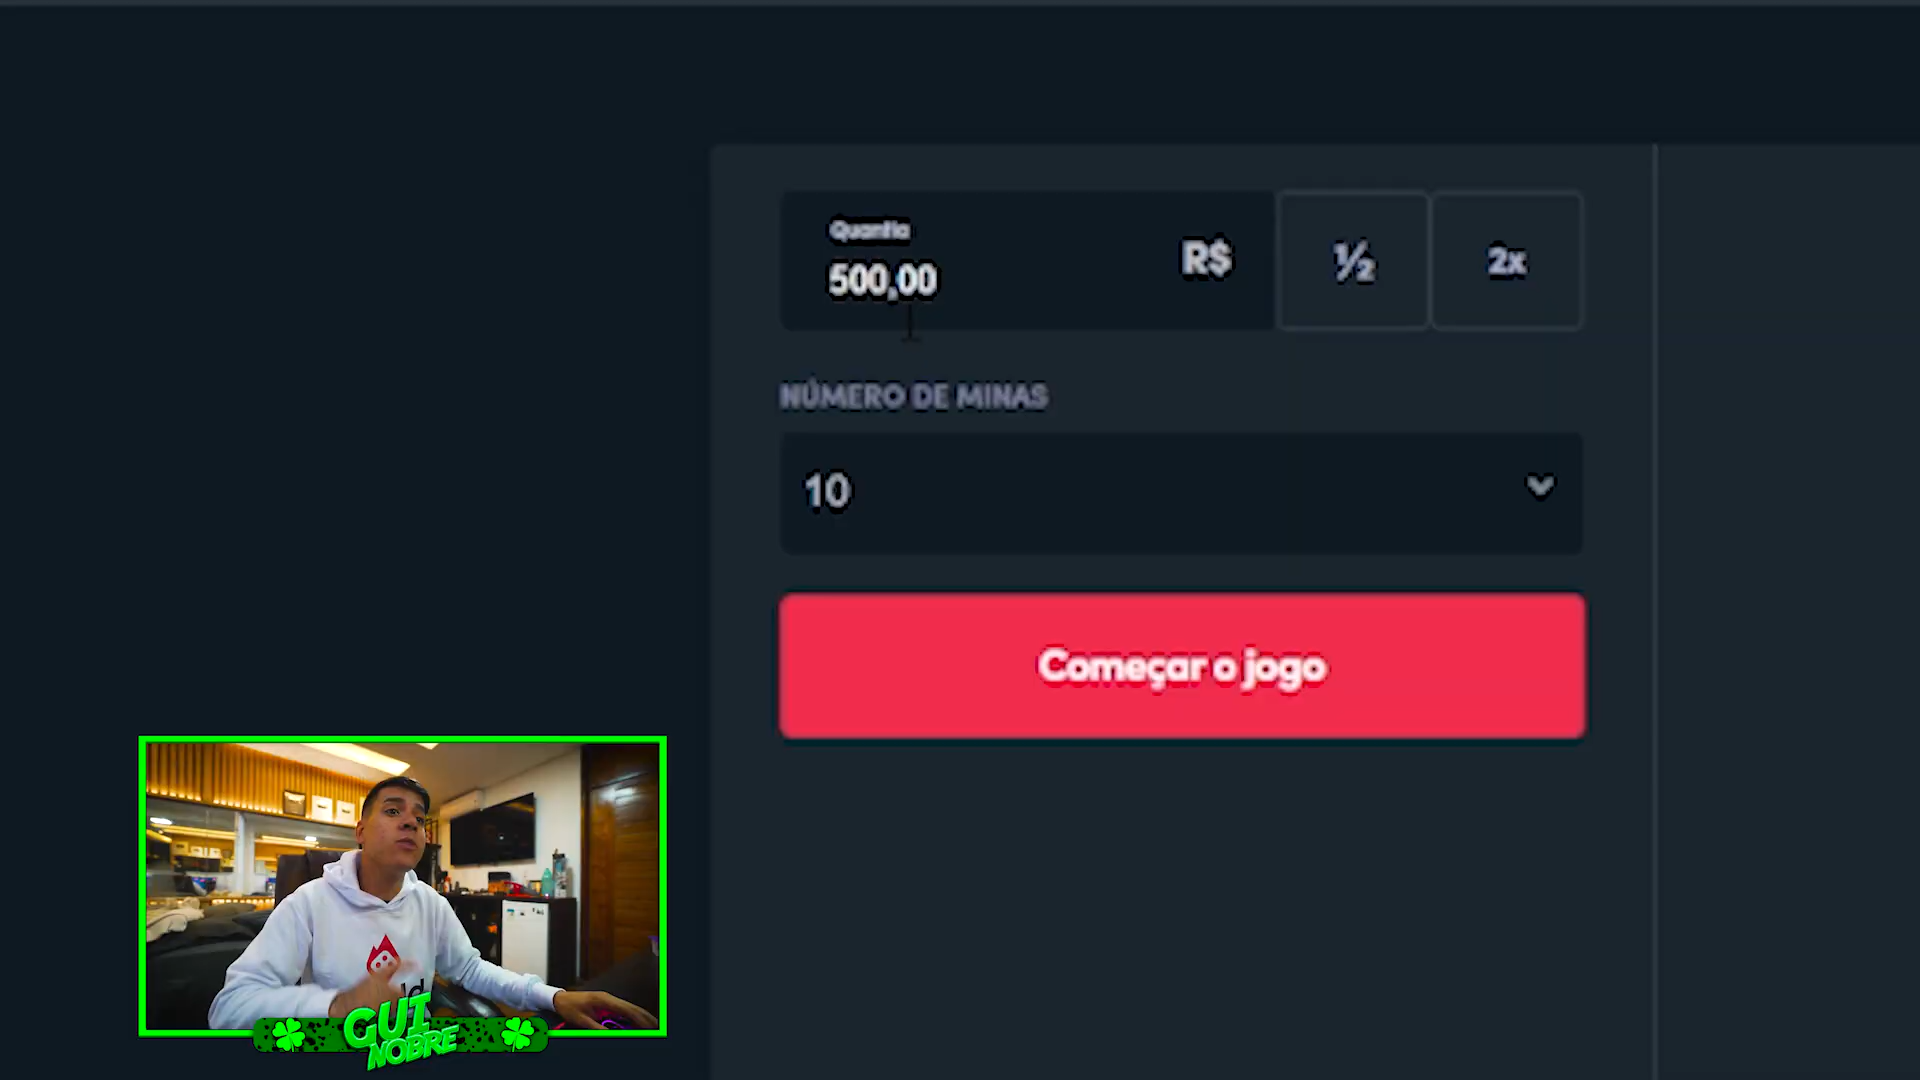 Quantia
500,00
R$
½
2x
NÚMERO DE MINAS
10
Começar o jogo
GUI
NOBRE